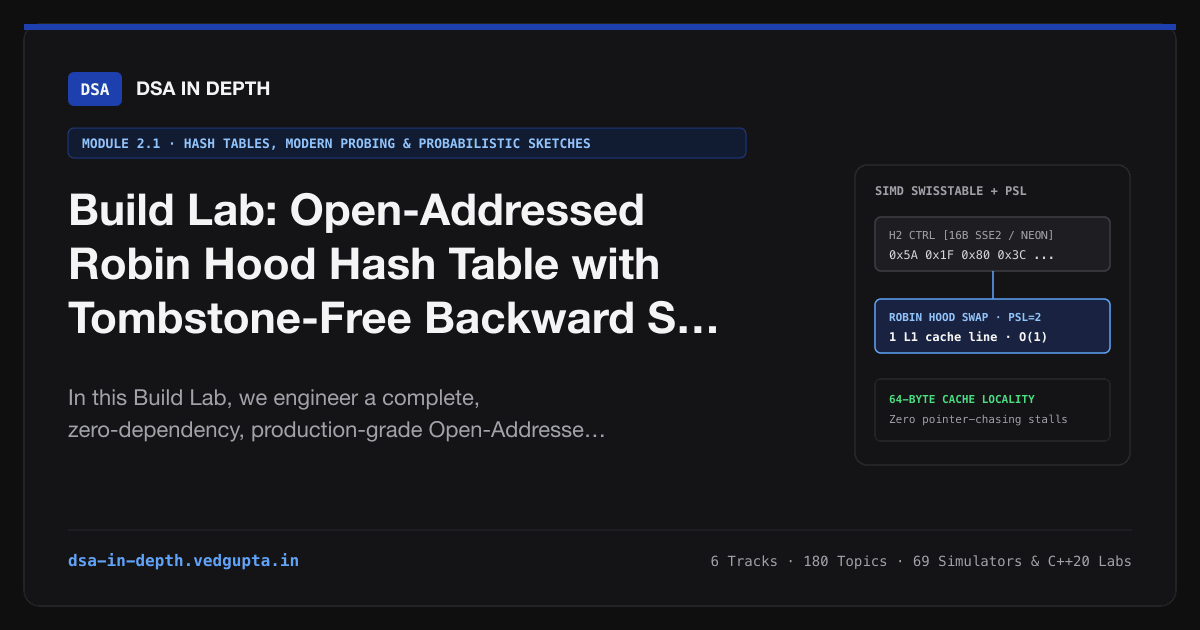 DSA
DSA IN DEPTH
MODULE 2.1 · HASH TABLES, MODERN PROBING & PROBABILISTIC SKETCHES
Build Lab: Open-Addressed
Robin Hood Hash Table with
Tombstone-Free Backward S...
In this Build Lab, we engineer a complete,
zero-dependency, production-grade Open-Addresse...
SIMD SWISSTABLE + PSL
H2 CTRL [16B SSE2 / NEON]
0x5A 0x1F 0x80 0x3C ...
ROBIN HOOD SWAP · PSL=2
1 L1 cache line · O(1)
64-BYTE CACHE LOCALITY
Zero pointer-chasing stalls
dsa-in-depth.vedgupta.in
6 Tracks · 180 Topics · 69 Simulators & C++20 Labs